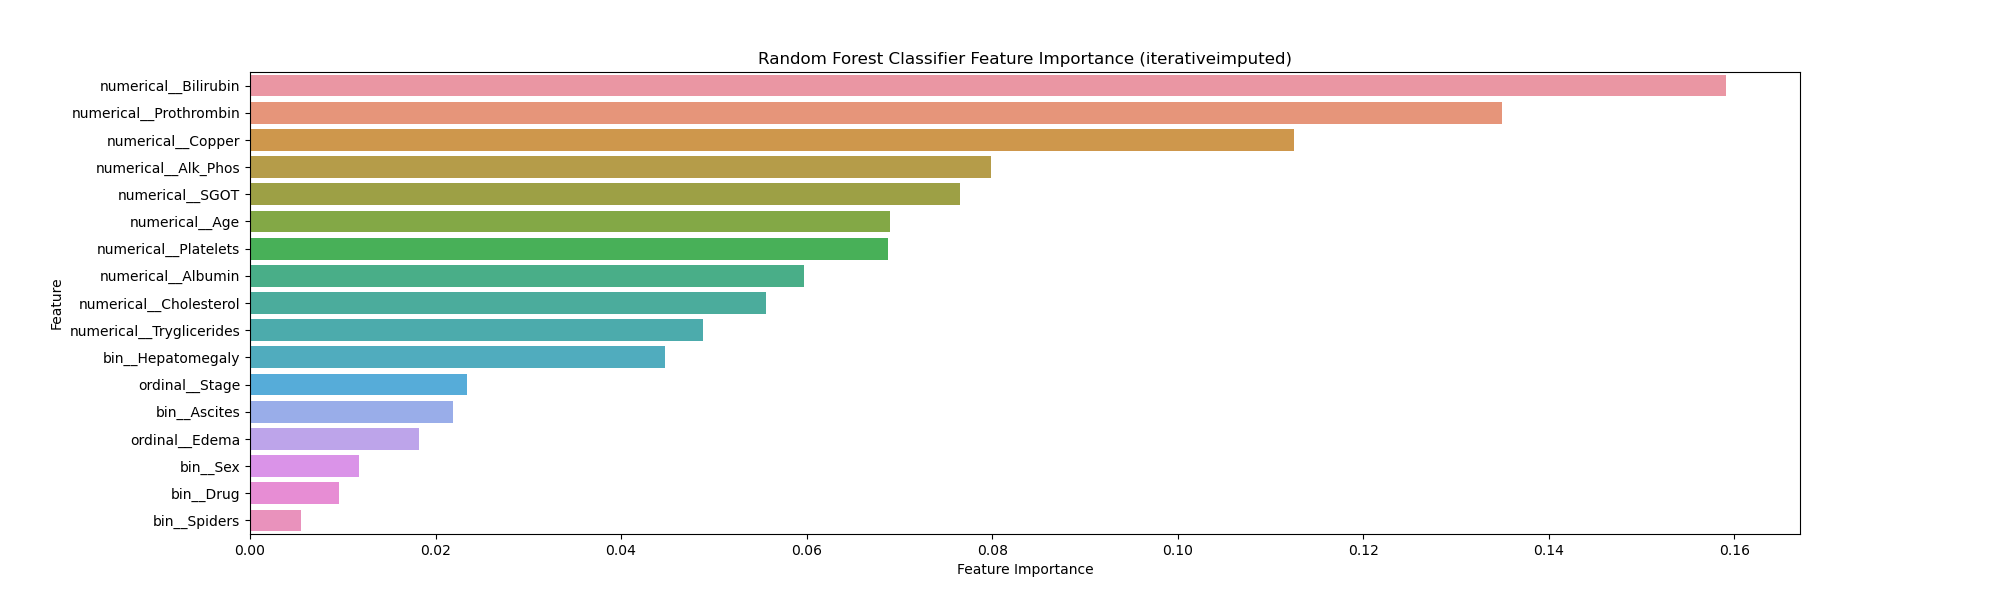 Random Forest Classifier Feature Importance (iterativeimputed)
numerical__Bilirubin
numerical__Prothrombin
numerical__Copper
numerical__Alk_Phos
numerical__SGOT
numerical__Age
numerical__Platelets
numerical__Albumin
numerical__Cholesterol
numerical__Tryglicerides
bin__Hepatomegaly
ordinal__Stage
bin__Ascites
ordinal__Edema
bin__Sex
bin__Drug
bin__Spiders
Feature
0.00 0.02 0.04 0.06 0.08 0.10 0.12 0.14 0.16
Feature Importance